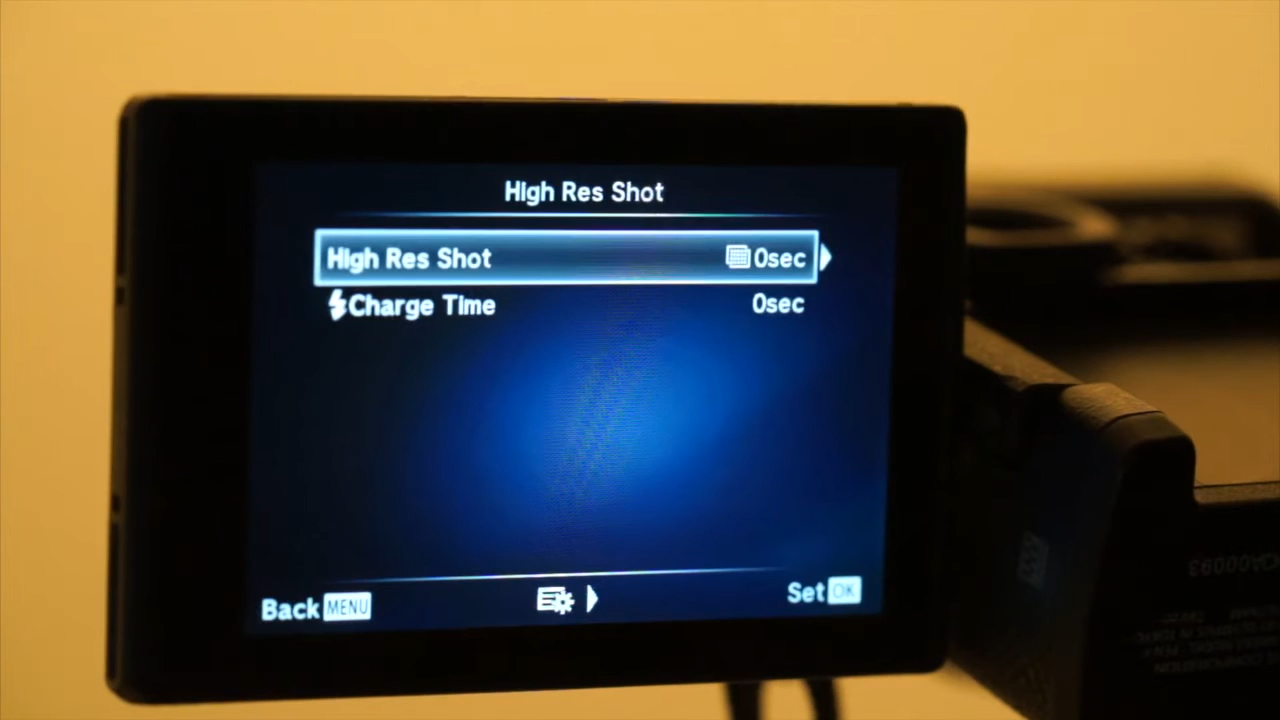 High Res Shot
High Res Shot 0sec
Charge Time 0sec
Back MENU
Set OK